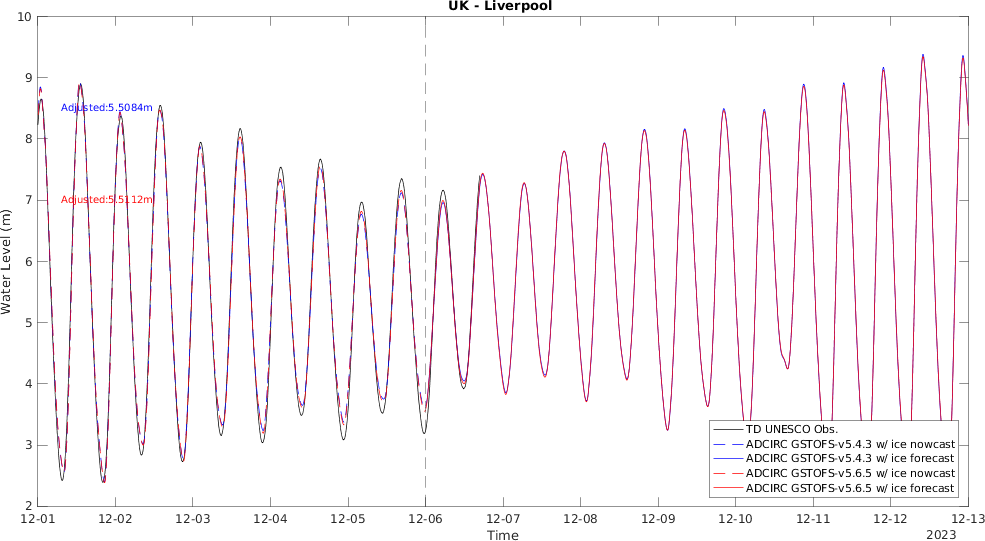 UK - Liverpool
10
9
8
7
6
5
4
3
2
Water Level (m)
Adjusted:5.5084m
Adjusted:5.5112m
TD UNESCO Obs.
ADCIRC GSTOFS-v5.4.3 w/ ice nowcast
ADCIRC GSTOFS-v5.4.3 w/ ice forecast
ADCIRC GSTOFS-v5.6.5 w/ ice nowcast
ADCIRC GSTOFS-v5.6.5 w/ ice forecast
12-01 12-02 12-03 12-04 12-05 12-06 12-07 12-08 12-09 12-10 12-11 12-12 12-13
Time
2023